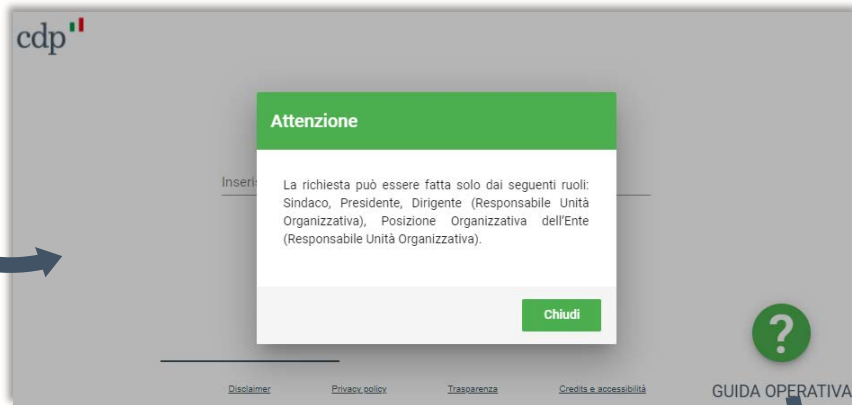 cdp
Attenzione
Inseri
La richiesta può essere fatta solo dai seguenti ruoli:
Sindaco, Presidente, Dirigente (Responsabile Unità
Organizzativa), Posizione Organizzativa dell'Ente
(Responsabile Unità Organizzativa).
Chiudi
?
Disclaimer Privacy policy Trasparenza Credits e accessibilità
GUIDA OPERATIVA